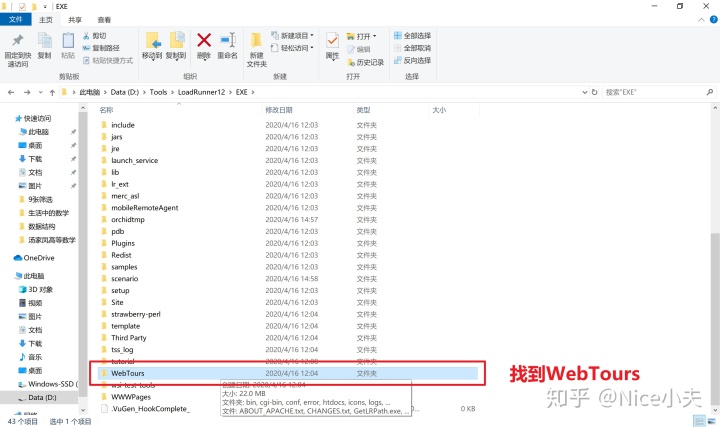 EXE
文件
主页
共享
查看
固定到快速访问
复制
粘贴
剪切
复制路径
粘贴快捷方式
剪贴板
移动到
复制到
删除
重命名
组织
新建文件夹
新建项目
轻松访问
新建
属性
打开
编辑
历史记录
打开
全部选择
全部取消
反向选择
选择
此电脑 > Data (D:) > Tools > LoadRunner12 > EXE >
搜索"EXE"
快速访问
此电脑
桌面
下载
文档
图片
9张筛选
生活中的数学
数据结构
汤家凤高等数学
OneDrive
此电脑
3D 对象
视频
图片
文档
下载
音乐
桌面
Windows-SSD (
Data (D:)
名称 修改日期 类型 大小
include 2020/4/16 12:03 文件夹
jars 2020/4/16 12:03 文件夹
jre 2020/4/16 12:03 文件夹
launch_service 2020/4/16 12:03 文件夹
lib 2020/4/16 12:03 文件夹
lr_ext 2020/4/16 12:03 文件夹
merc_asl 2020/4/16 12:03 文件夹
mobileRemoteAgent 2020/4/16 12:03 文件夹
orchidtmp 2020/4/16 14:57 文件夹
pdb 2020/4/16 12:03 文件夹
Plugins 2020/4/16 12:03 文件夹
Redist 2020/4/16 12:03 文件夹
samples 2020/4/16 12:03 文件夹
scenario 2020/4/16 14:58 文件夹
setup 2020/4/16 12:03 文件夹
Site 2020/4/16 12:03 文件夹
strawberry-perl 2020/4/16 12:04 文件夹
template 2020/4/16 12:04 文件夹
Third Party 2020/4/16 12:04 文件夹
tss_log 2020/4/16 12:04 文件夹
tutorial 文件夹
WebTours 2020/4/16 12:04 文件夹
wsi-test-tools 文件夹
WWWPages
.VuGen_HookComplete_ 0 KB
创建日期: 2020/4/16 12:04
大小: 22.0 MB
文件夹: bin, cgi-bin, conf, error, htdocs, icons, logs, ...
文件: ABOUT_APACHE.txt, CHANGES.txt, GetLRPath.exe, ...
找到WebTours
知乎 @Nice小夫
43 个项目 选中 1 个项目